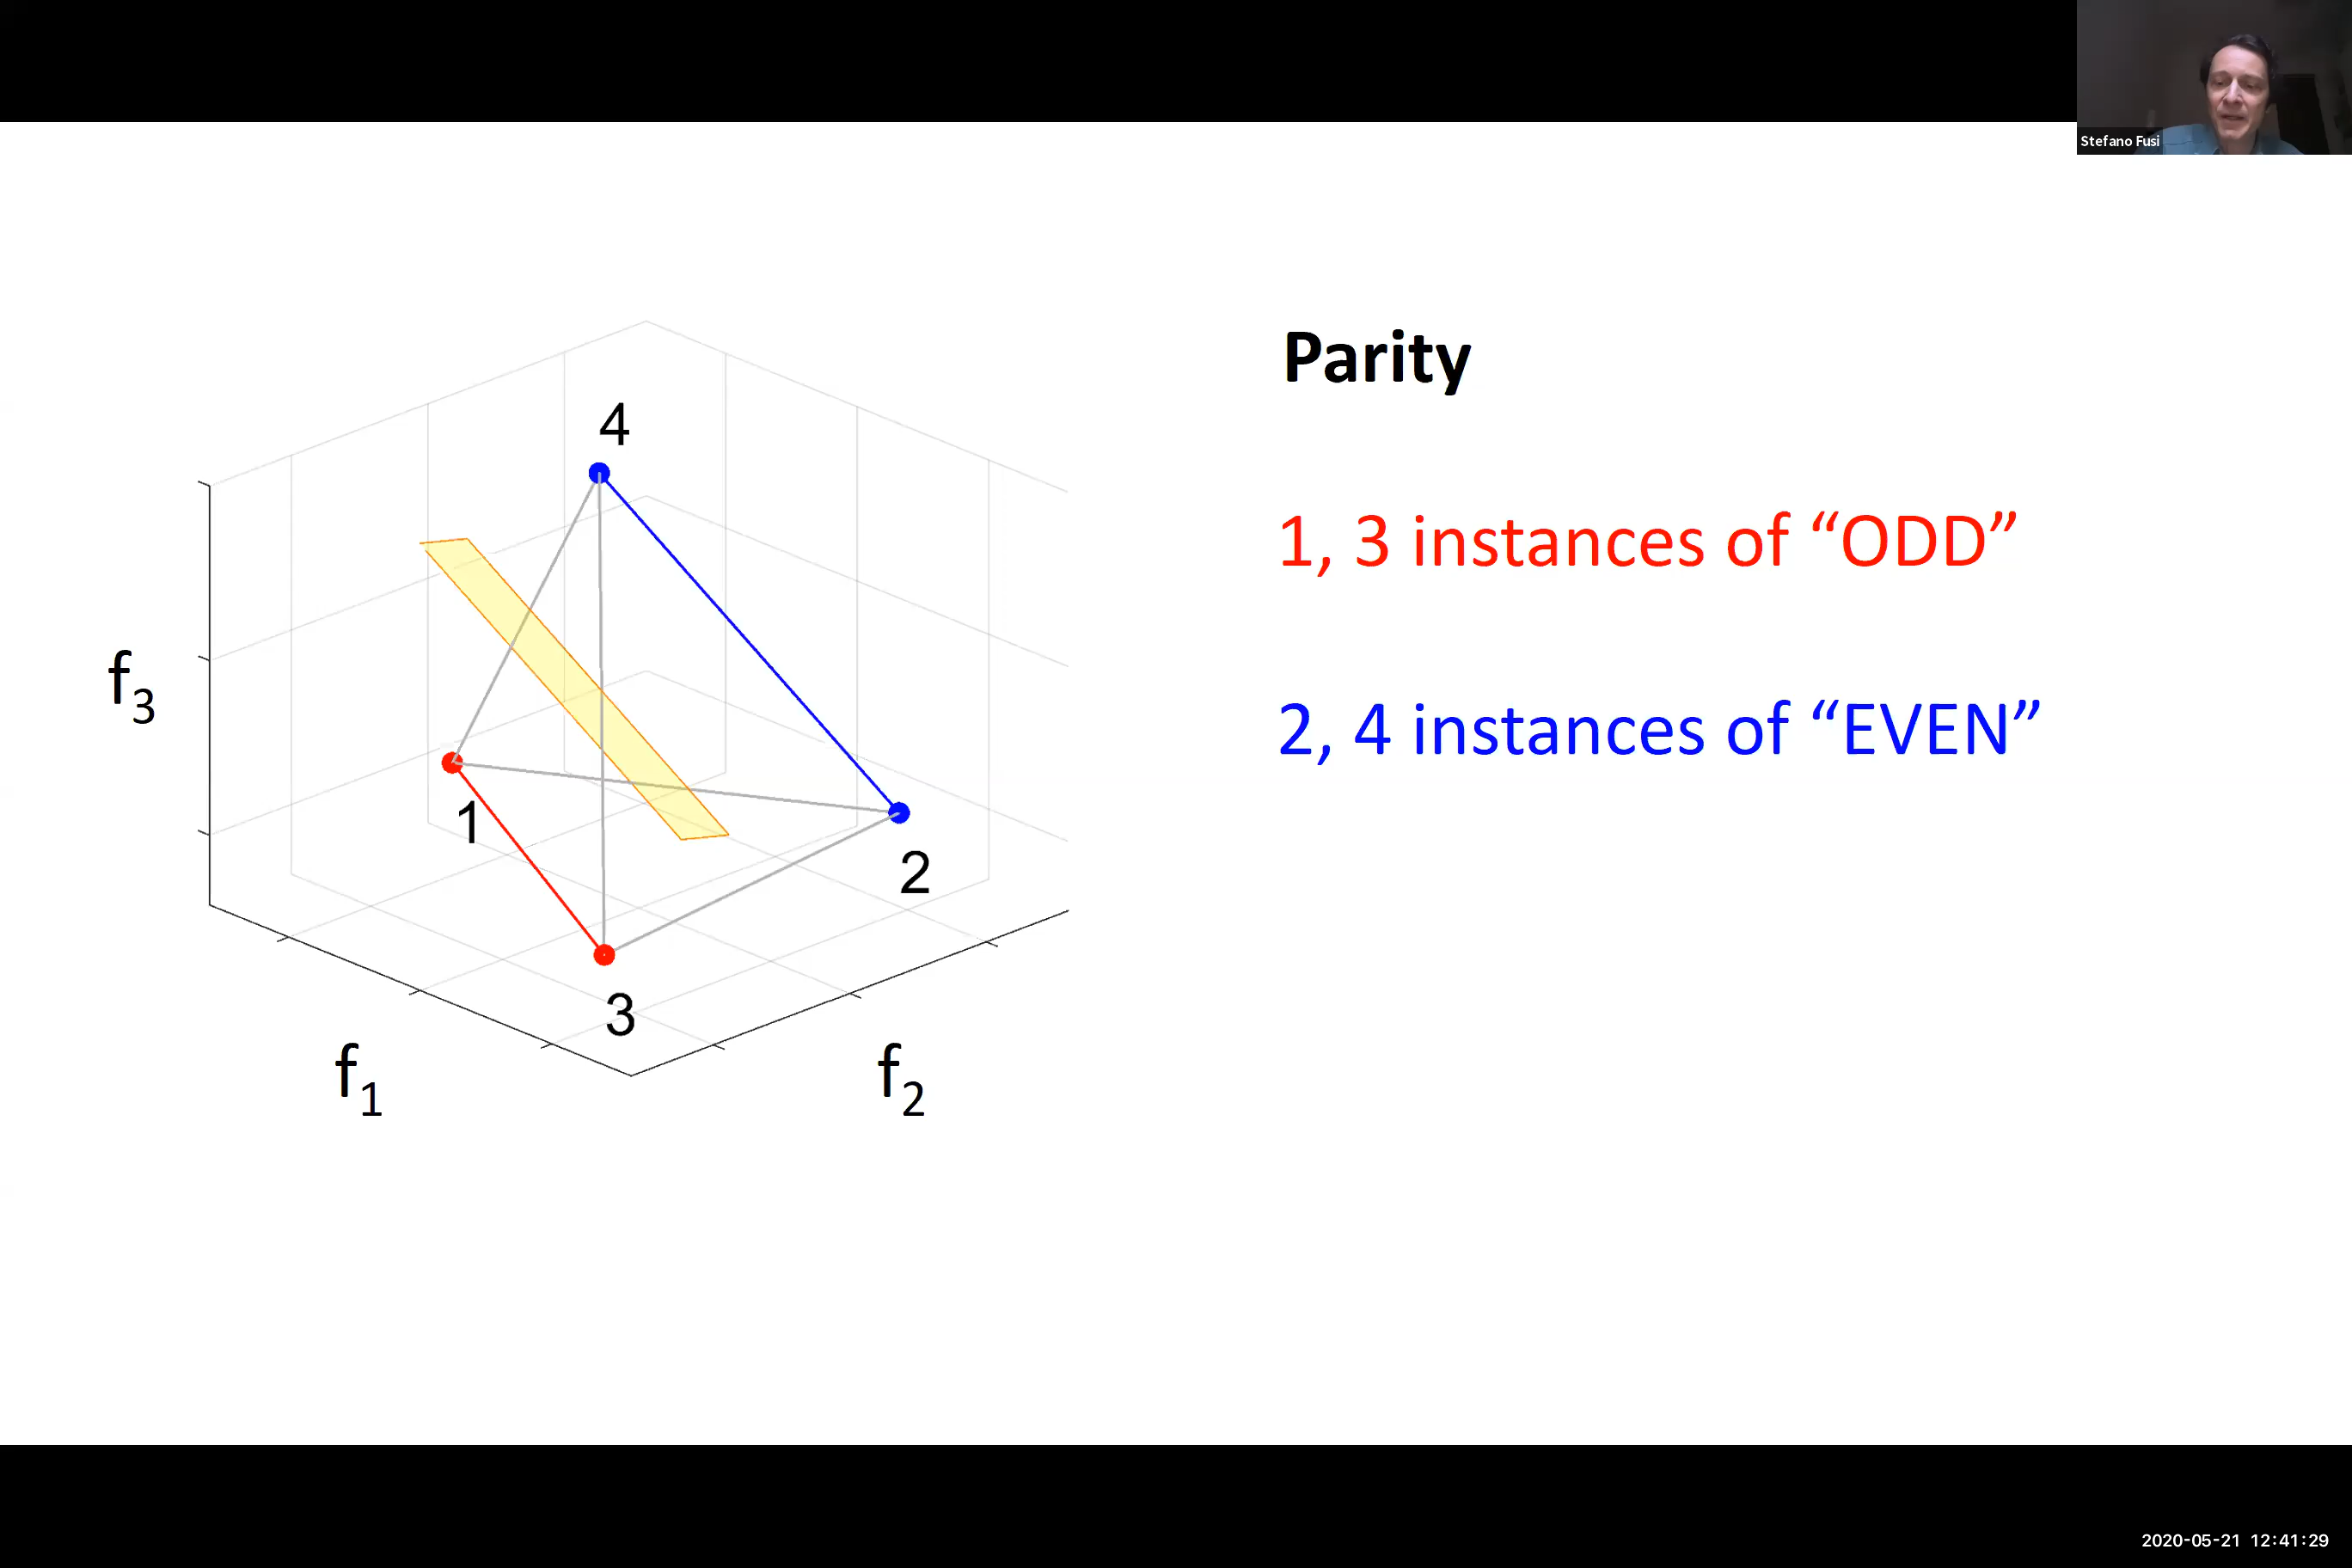 Stefano Fusi
Parity
1, 3 instances of “ODD”
2, 4 instances of “EVEN”
4
1
2
3
f3
f1
f2
2020-05-21 12:41:29